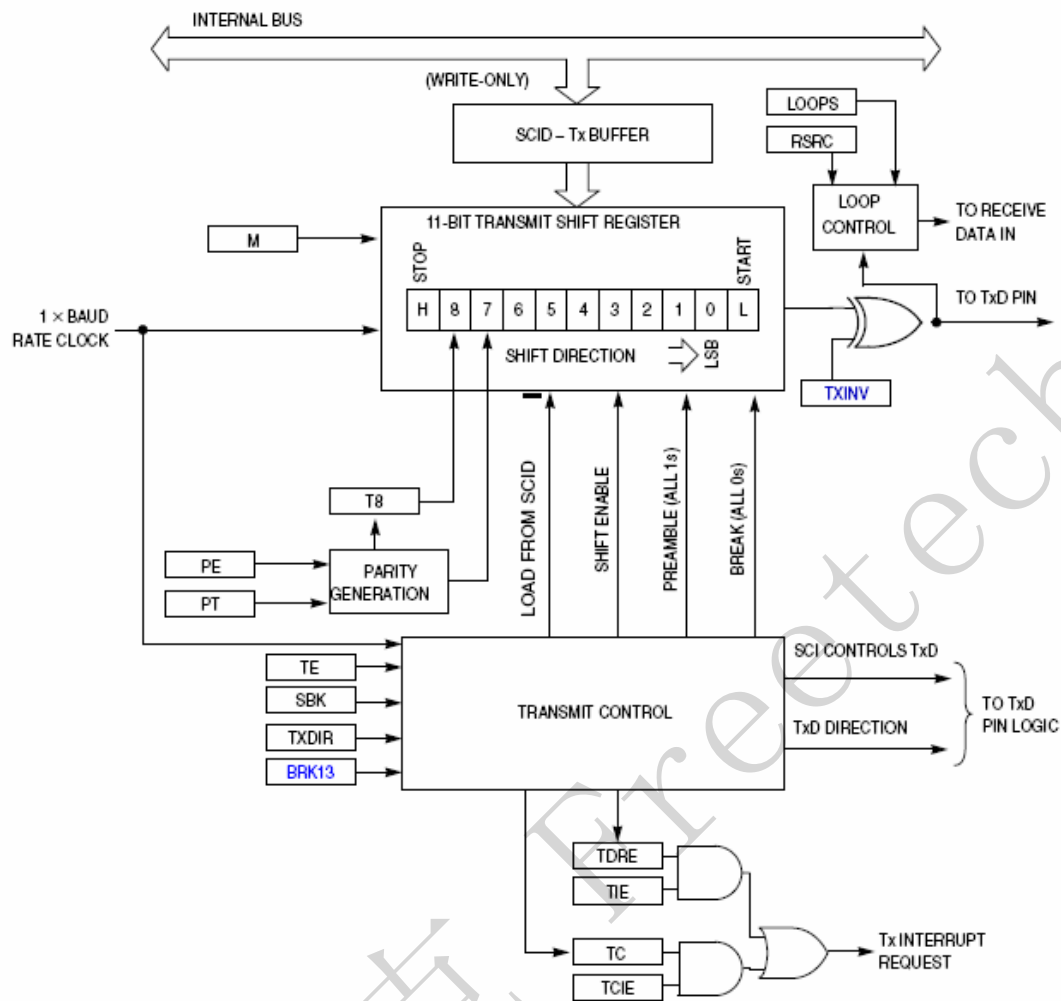 INTERNAL BUS
(WRITE-ONLY)
SCID – Tx BUFFER
LOOPS
RSRC
LOOP
CONTROL
TO RECEIVE
DATA IN
11-BIT TRANSMIT SHIFT REGISTER
M
STOP
START
H 8 7 6 5 4 3 2 1 0 L
TO TxD PIN
1 × BAUD
RATE CLOCK
SHIFT DIRECTION
LSB
TXINV
LOAD FROM SCID
SHIFT ENABLE
PREAMBLE (ALL 1s)
BREAK (ALL 0s)
T8
PE
PT
PARITY
GENERATION
TE
SBK
TXDIR
BRK13
TRANSMIT CONTROL
SCI CONTROLS TxD
TxD DIRECTION
TO TxD
PIN LOGIC
TDRE
TIE
TC
TCIE
Tx INTERRUPT
REQUEST
Freetech